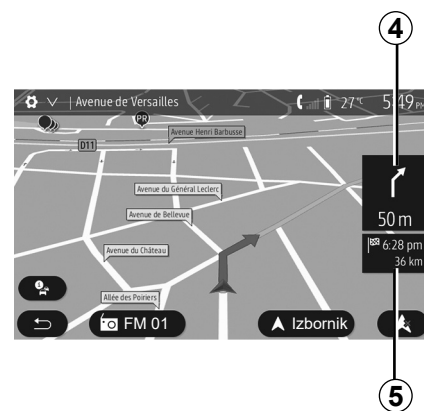 4
Avenue de Versailles 27°C 5:49 PM
PR
Avenue Henri Barbusse
D11
Avenue du Général Leclerc
50 m
Avenue de Bellevue
6:28 pm
36 km
Avenue du Château
Allée des Poiriers
FM 01 Izbornik
5